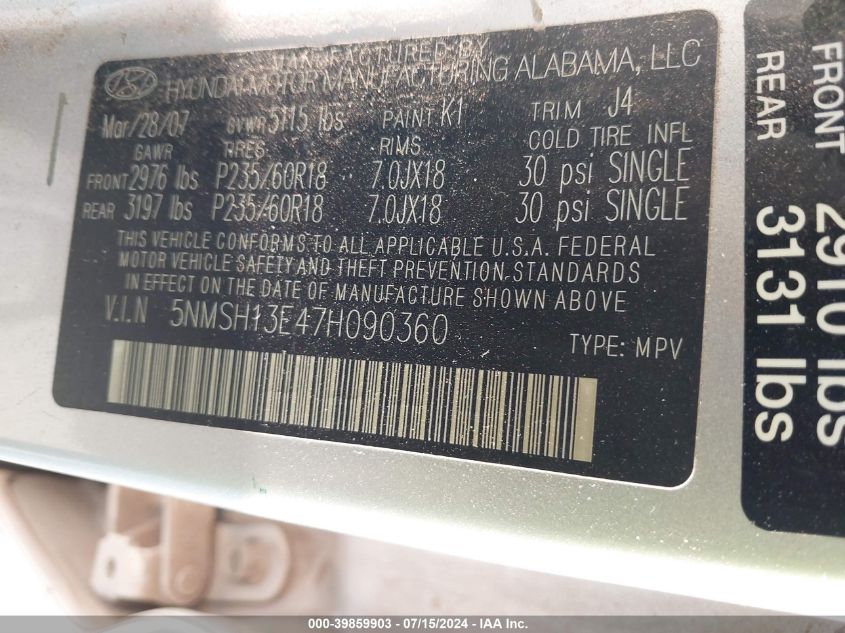 MANUFACTURED BY
HYUNDAI MOTOR MANUFACTURING ALABAMA, LLC
Mar/28/07 GVWR 5115 lbs PAINT K1 TRIM J4
GAWR TIRES RIMS COLD TIRE INFL
FRONT 2976 lbs P235/60R18 7.0JX18 30 psi SINGLE
REAR 3197 lbs P235/60R18 7.0JX18 30 psi SINGLE
THIS VEHICLE CONFORMS TO ALL APPLICABLE U.S.A. FEDERAL
MOTOR VEHICLE SAFETY AND THEFT PREVENTION STANDARDS
IN EFFECT ON THE DATE OF MANUFACTURE SHOWN ABOVE
V.I.N 5NMSH13E47H090360
TYPE: MPV
FRONT 2910 lbs
REAR 3131 lbs
000-39859903 - 07/15/2024 - IAA Inc.